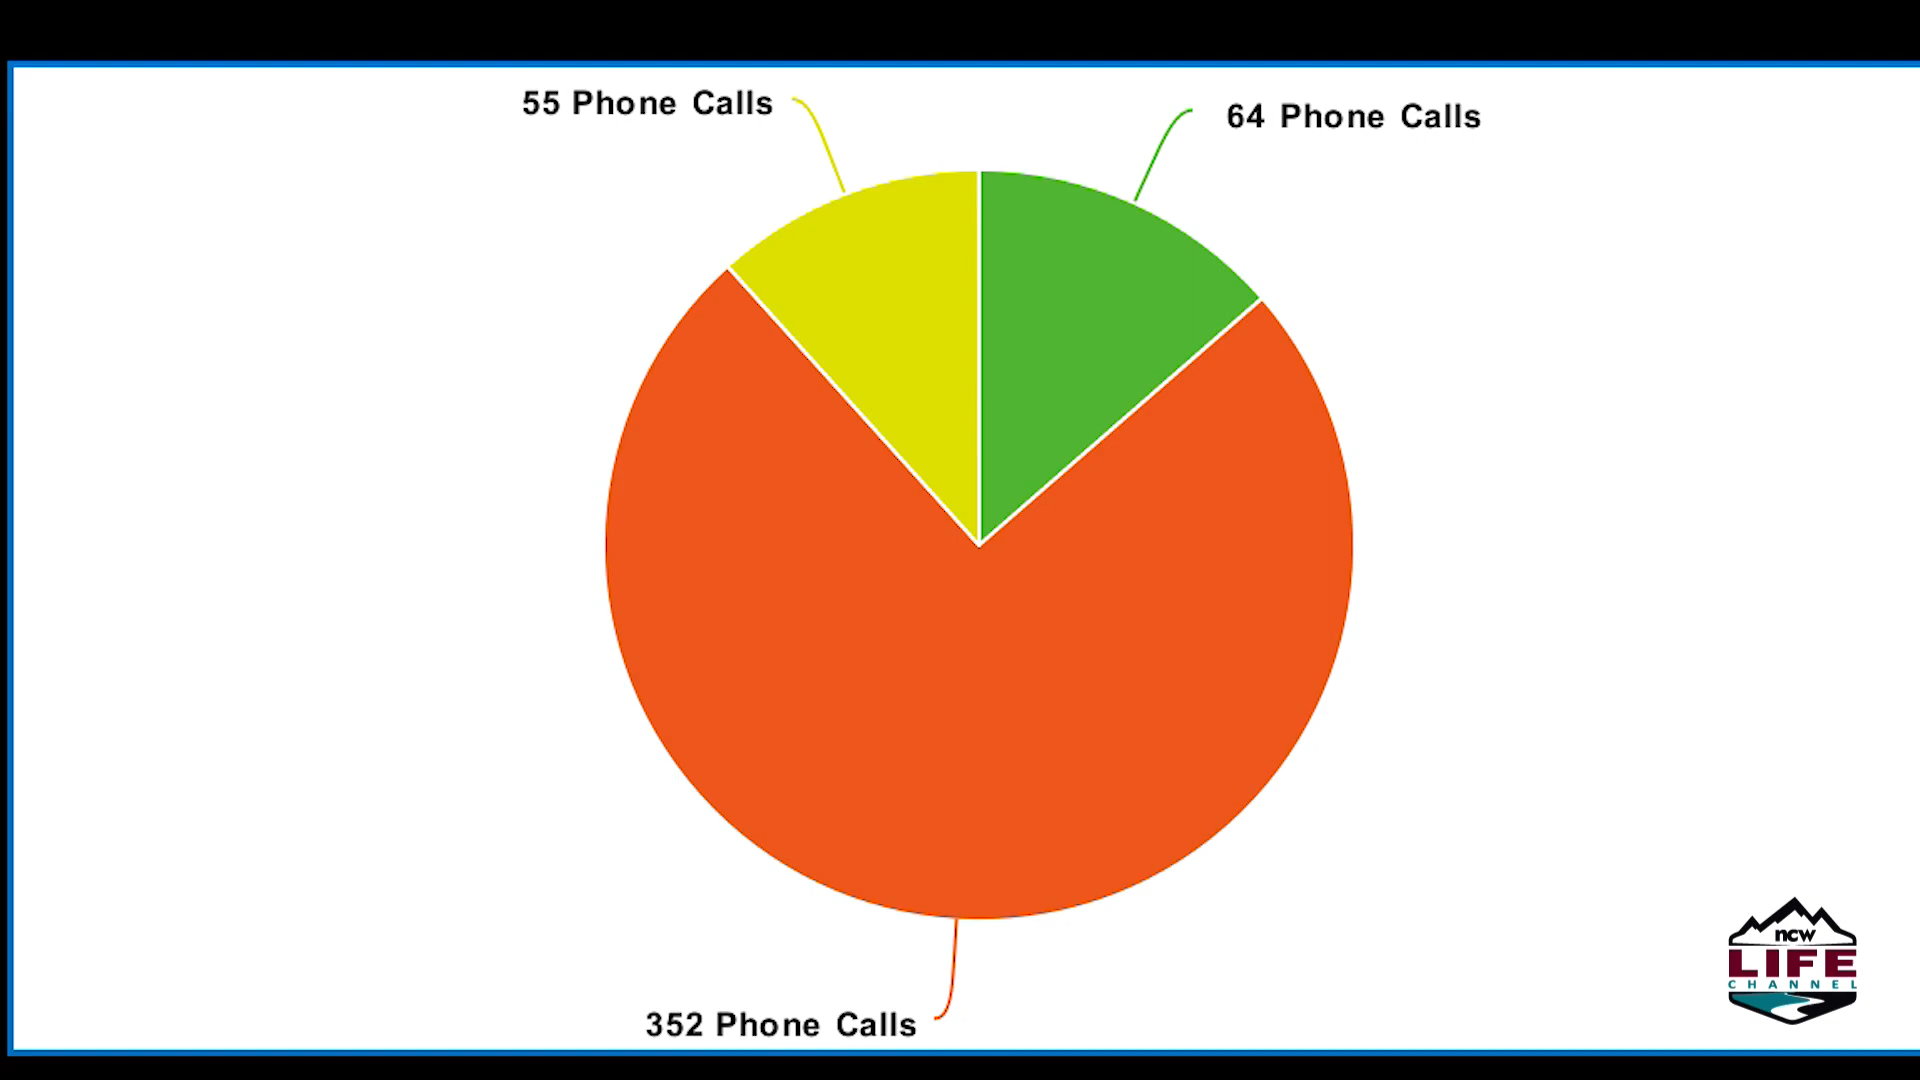 55 Phone Calls
64 Phone Calls
352 Phone Calls
ncw
LIFE
CHANNEL